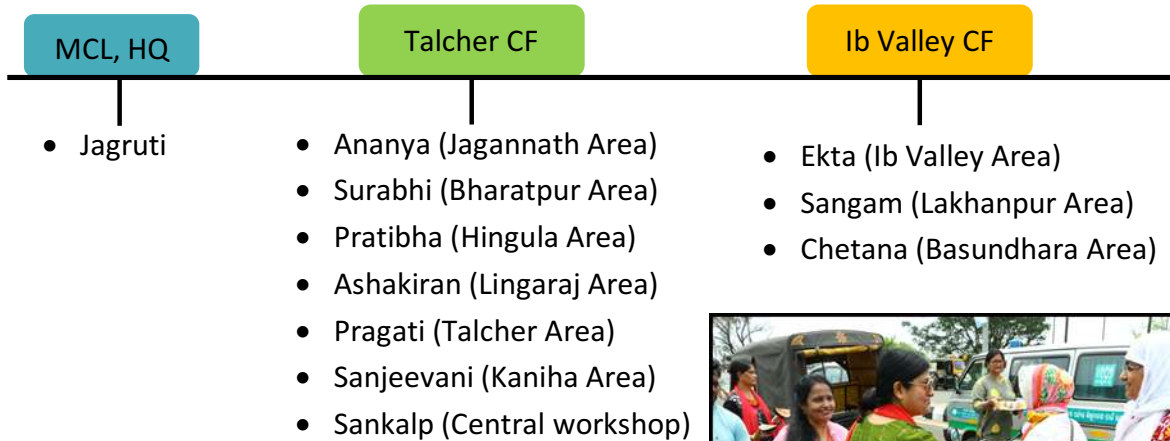 MCL, HQ
Talcher CF
Ib Valley CF
• Jagruti
• Ananya (Jagannath Area)
• Surabhi (Bharatpur Area)
• Pratibha (Hingula Area)
• Ashakiran (Lingaraj Area)
• Pragati (Talcher Area)
• Sanjeevani (Kaniha Area)
• Sankalp (Central workshop)
• Ekta (Ib Valley Area)
• Sangam (Lakhanpur Area)
• Chetana (Basundhara Area)